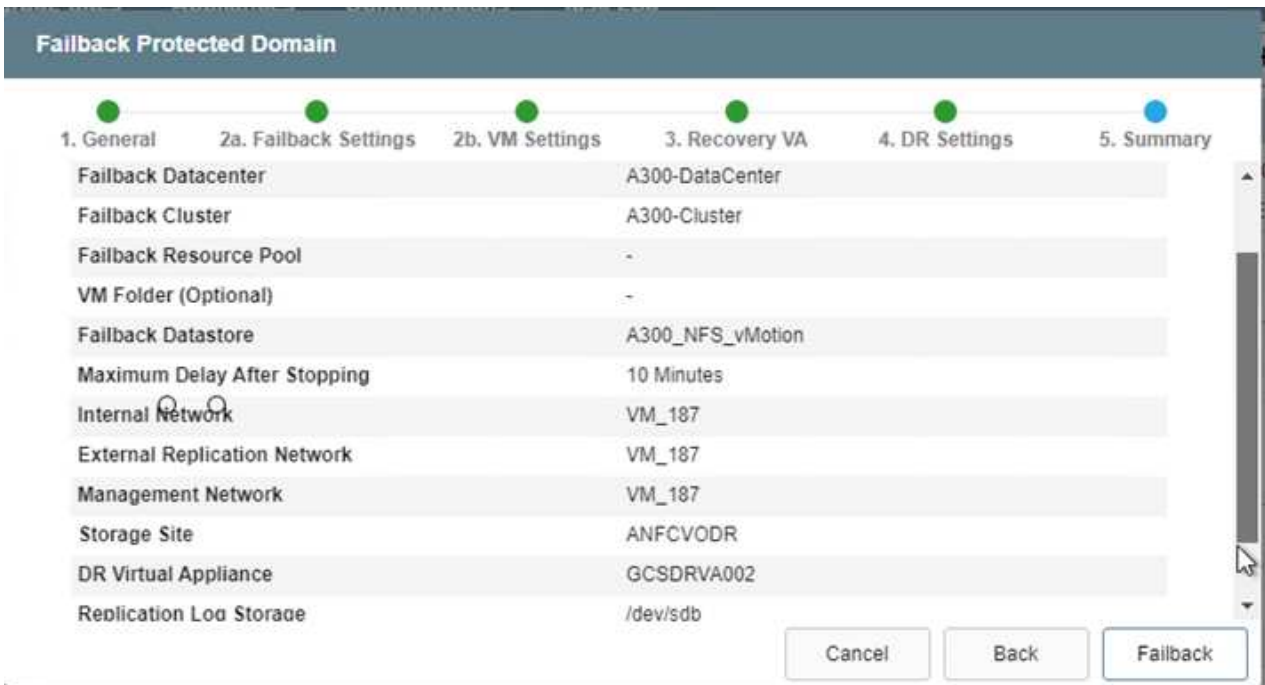 Failback Protected Domain
1. General 2a. Failback Settings 2b. VM Settings 3. Recovery VA 4. DR Settings 5. Summary
Failback Datacenter A300-DataCenter
Failback Cluster A300-Cluster
Failback Resource Pool -
VM Folder (Optional) -
Failback Datastore A300_NFS_vMotion
Maximum Delay After Stopping 10 Minutes
Internal Network VM_187
External Replication Network VM_187
Management Network VM_187
Storage Site ANFCVODR
DR Virtual Appliance GCSDRVA002
Replication Log Storage /dev/sdb
Cancel Back Failback